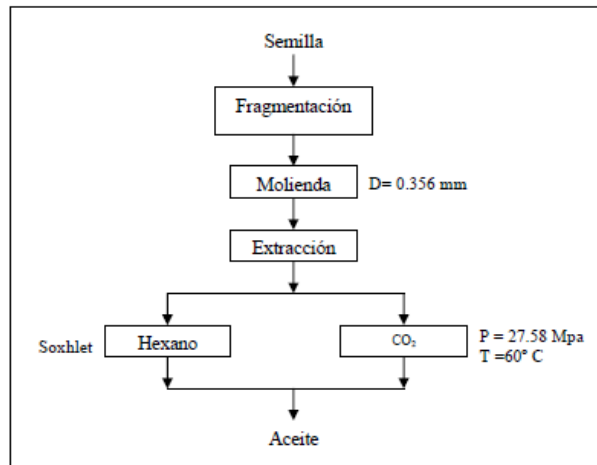 Semilla
Fragmentación
Molienda
D= 0.356 mm
Extracción
Soxhlet
Hexano
CO₂
P = 27.58 Mpa
T =60° C
Aceite